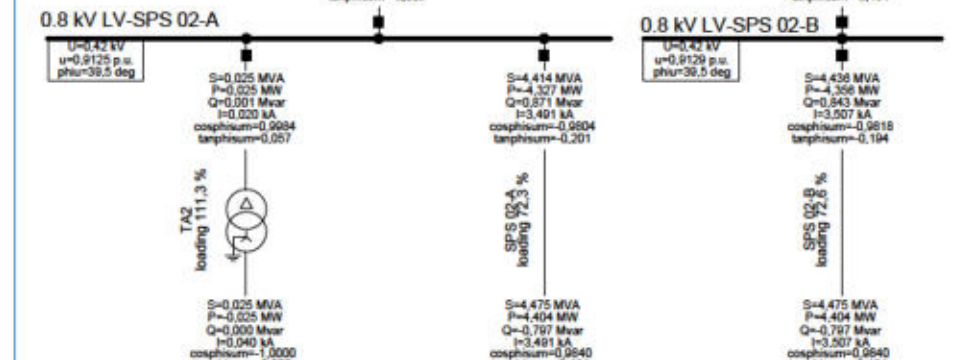 0.8 kV LV-SPS 02-A
U=0,42 kV
u=0,9125 p.u.
phiu=39,5 deg
S=0,025 MVA
P=0,025 MW
Q=0,001 Mvar
I=0,020 kA
cosphisum=0,9984
tanphisum=0,057
TA2
loading 111,3 %
S=0,025 MVA
P=-0,025 MW
Q=0,000 Mvar
I=0,040 kA
cosphisum=-1,0000
S=4,414 MVA
P=-4,327 MW
Q=0,871 Mvar
I=3,491 kA
cosphisum=-0,9804
tanphisum=-0,201
SPS 02-A
loading 72,3 %
S=4,475 MVA
P=4,404 MW
Q=-0,797 Mvar
I=3,491 kA
cosphisum=0,9840
0.8 kV LV-SPS 02-B
U=0,42 kV
u=0,9129 p.u.
phiu=39,5 deg
S=4,436 MVA
P=-4,356 MW
Q=0,843 Mvar
I=3,507 kA
cosphisum=-0,9818
tanphisum=-0,194
SPS 02-B
loading 72,6 %
S=4,475 MVA
P=4,404 MW
Q=-0,797 Mvar
I=3,507 kA
cosphisum=0,9840